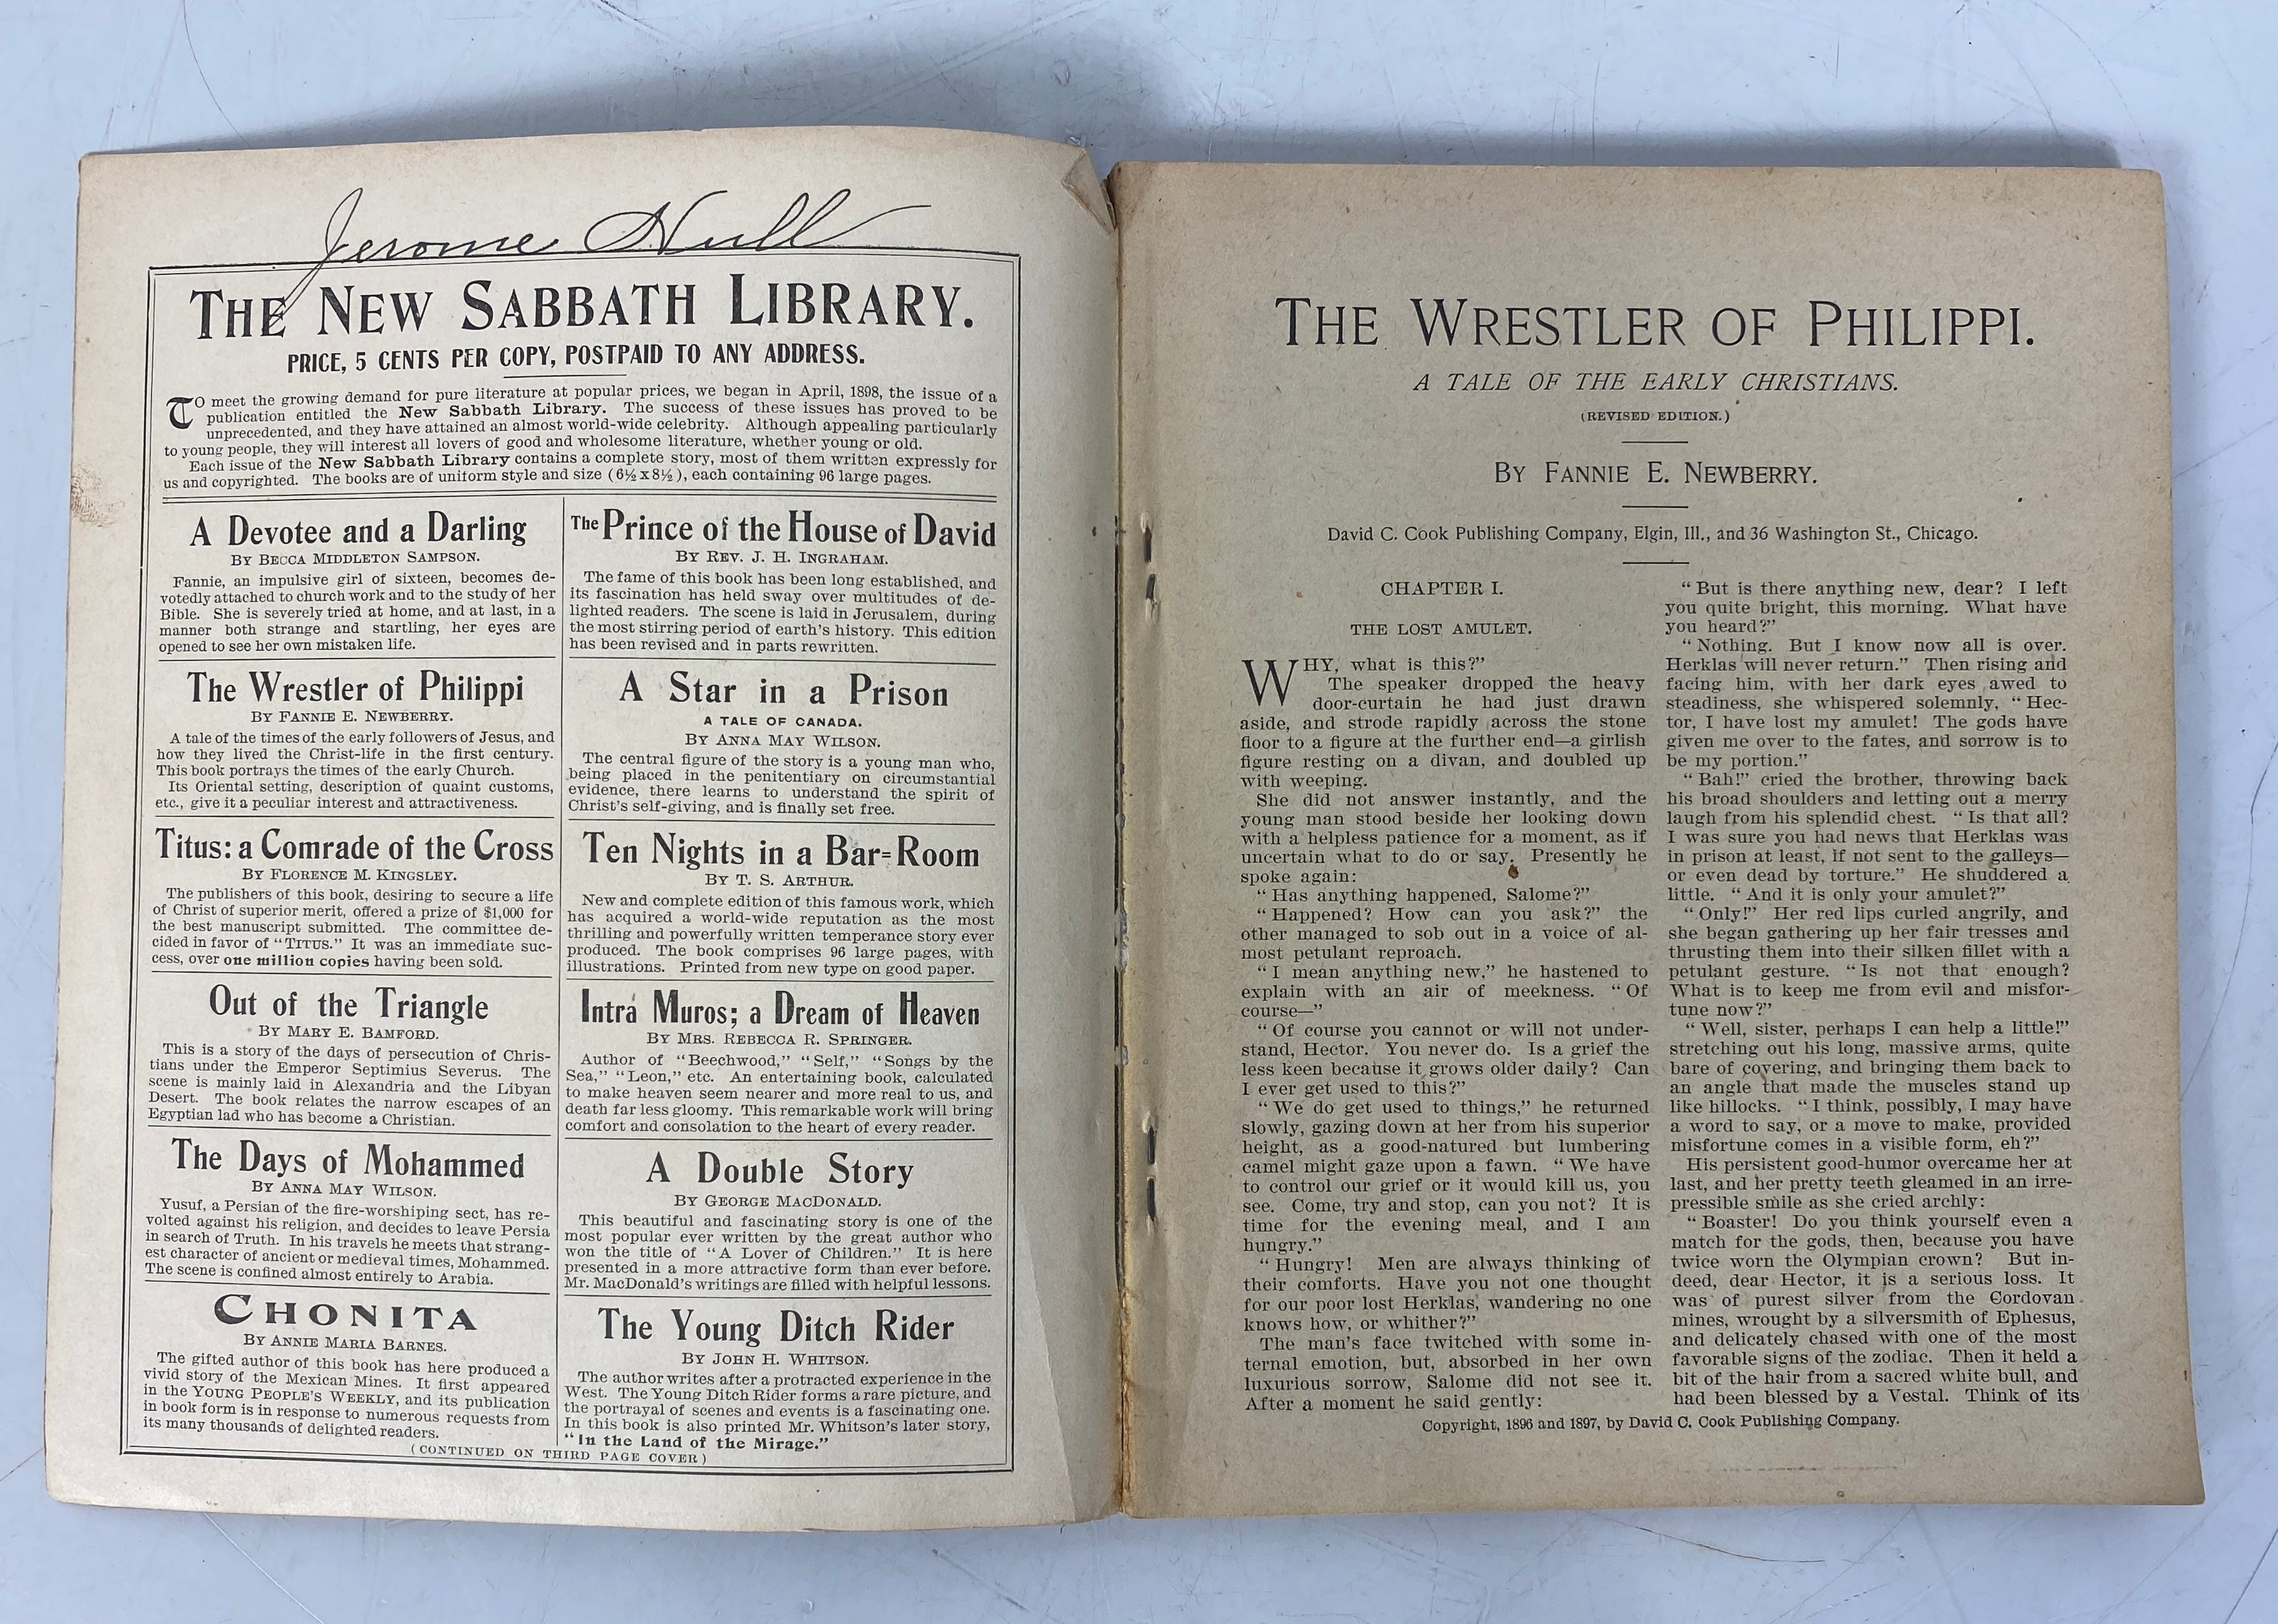 Jerome Hull
THE NEW SABBATH LIBRARY.
PRICE, 5 CENTS PER COPY, POSTPAID TO ANY ADDRESS.
TO meet the growing demand for pure literature at popular prices, we began in April, 1898, the issue of a
publication entitled the New Sabbath Library. The success of these issues has proved to be
unprecedented, and they have attained an almost world-wide celebrity. Although appealing particularly
to young people, they will interest all lovers of good and wholesome literature, whether young or old.
Each issue of the New Sabbath Library contains a complete story, most of them written expressly for
us and copyrighted. The books are of uniform style and size (6½x8½), each containing 96 large pages.
A Devotee and a Darling
BY BECCA MIDDLETON SAMPSON.
Fannie, an impulsive girl of sixteen, becomes de-
votedly attached to church work and to the study of her
Bible. She is severely tried at home, and at last, in a
manner both strange and startling, her eyes are
opened to see her own mistaken life.
The Wrestler of Philippi
BY FANNIE E. NEWBERRY.
A tale of the times of the early followers of Jesus, and
how they lived the Christ-life in the first century.
This book portrays the times of the early Church.
Its Oriental setting, description of quaint customs,
etc., give it a peculiar interest and attractiveness.
Titus: a Comrade of the Cross
BY FLORENCE M. KINGSLEY.
The publishers of this book, desiring to secure a life
of Christ of superior merit, offered a prize of $1,000 for
the best manuscript submitted. The committee de-
cided in favor of "TITUS." It was an immediate suc-
cess, over one million copies having been sold.
Out of the Triangle
BY MARY E. BAMFORD.
This is a story of the days of persecution of Chris-
tians under the Emperor Septimius Severus. The
scene is mainly laid in Alexandria and the Libyan
Desert. The book relates the narrow escapes of an
Egyptian lad who has become a Christian.
The Days of Mohammed
BY ANNA MAY WILSON.
Yusuf, a Persian of the fire-worshiping sect, has re-
volted against his religion, and decides to leave Persia
in search of Truth. In his travels he meets that strang-
est character of ancient or medieval times, Mohammed.
The scene is confined almost entirely to Arabia.
CHONITA
BY ANNIE MARIA BARNES.
The gifted author of this book has here produced a
vivid story of the Mexican Mines. It first appeared
in the YOUNG PEOPLE'S WEEKLY, and its publication
in book form is in response to numerous requests from
its many thousands of delighted readers.
The Prince of the House of David
BY REV. J. H. INGRAHAM.
The fame of this book has been long established, and
its fascination has held sway over multitudes of de-
lighted readers. The scene is laid in Jerusalem, during
the most stirring period of earth's history. This edition
has been revised and in parts rewritten.
A Star in a Prison
A TALE OF CANADA.
BY ANNA MAY WILSON.
The central figure of the story is a young man who,
being placed in the penitentiary on circumstantial
evidence, there learns to understand the spirit of
Christ's self-giving, and is finally set free.
Ten Nights in a Bar=Room
BY T. S. ARTHUR.
New and complete edition of this famous work, which
has acquired a world-wide reputation as the most
thrilling and powerfully written temperance story ever
produced. The book comprises 96 large pages, with
illustrations. Printed from new type on good paper.
Intra Muros; a Dream of Heaven
BY MRS. REBECCA R. SPRINGER.
Author of "Beechwood," "Self," "Songs by the
Sea," "Leon," etc. An entertaining book, calculated
to make heaven seem nearer and more real to us, and
death far less gloomy. This remarkable work will bring
comfort and consolation to the heart of every reader.
A Double Story
BY GEORGE MACDONALD.
This beautiful and fascinating story is one of the
most popular ever written by the great author who
won the title of "A Lover of Children." It is here
presented in a more attractive form than ever before.
Mr. MacDonald's writings are filled with helpful lessons.
The Young Ditch Rider
BY JOHN H. WHITSON.
The author writes after a protracted experience in the
West. The Young Ditch Rider forms a rare picture, and
the portrayal of scenes and events is a fascinating one.
In this book is also printed Mr. Whitson's later story,
"In the Land of the Mirage."
(CONTINUED ON THIRD PAGE COVER)
THE WRESTLER OF PHILIPPI.
A TALE OF THE EARLY CHRISTIANS.
(REVISED EDITION.)
BY FANNIE E. NEWBERRY.
David C. Cook Publishing Company, Elgin, Ill., and 36 Washington St., Chicago.
CHAPTER I.
THE LOST AMULET.
WHY, what is this?"
The speaker dropped the heavy
door-curtain he had just drawn
aside, and strode rapidly across the stone
floor to a figure at the further end—a girlish
figure resting on a divan, and doubled up
with weeping.
She did not answer instantly, and the
young man stood beside her looking down
with a helpless patience for a moment, as if
uncertain what to do or say. Presently he
spoke again:
"Has anything happened, Salome?"
"Happened? How can you ask?" the
other managed to sob out in a voice of al-
most petulant reproach.
"I mean anything new," he hastened to
explain with an air of meekness. "Of
course—"
"Of course you cannot or will not under-
stand, Hector. You never do. Is a grief the
less keen because it grows older daily? Can
I ever get used to this?"
"We do get used to things," he returned
slowly, gazing down at her from his superior
height, as a good-natured but lumbering
camel might gaze upon a fawn. "We have
to control our grief or it would kill us, you
see. Come, try and stop, can you not? It is
time for the evening meal, and I am
hungry."
"Hungry! Men are always thinking of
their comforts. Have you not one thought
for our poor lost Herklas, wandering no one
knows how, or whither?"
The man's face twitched with some in-
ternal emotion, but, absorbed in her own
luxurious sorrow, Salome did not see it.
After a moment he said gently:
"But is there anything new, dear? I left
you quite bright, this morning. What have
you heard?"
"Nothing. But I know now all is over.
Herklas will never return." Then rising and
facing him, with her dark eyes awed to
steadiness, she whispered solemnly, "Hec-
tor, I have lost my amulet! The gods have
given me over to the fates, and sorrow is to
be my portion."
"Bah!" cried the brother, throwing back
his broad shoulders and letting out a merry
laugh from his splendid chest. "Is that all?
I was sure you had news that Herklas was
in prison at least, if not sent to the galleys—
or even dead by torture." He shuddered a
little. "And it is only your amulet?"
"Only!" Her red lips curled angrily, and
she began gathering up her fair tresses and
thrusting them into their silken fillet with a
petulant gesture. "Is not that enough?
What is to keep me from evil and misfor-
tune now?"
"Well, sister, perhaps I can help a little!"
stretching out his long, massive arms, quite
bare of covering, and bringing them back to
an angle that made the muscles stand up
like hillocks. "I think, possibly, I may have
a word to say, or a move to make, provided
misfortune comes in a visible form, eh?"
His persistent good-humor overcame her at
last, and her pretty teeth gleamed in an irre-
pressible smile as she cried archly:
"Boaster! Do you think yourself even a
match for the gods, then, because you have
twice worn the Olympian crown? But in-
deed, dear Hector, it is a serious loss. It
was of purest silver from the Cordovan
mines, wrought by a silversmith of Ephesus,
and delicately chased with one of the most
favorable signs of the zodiac. Then it held a
bit of the hair from a sacred white bull, and
had been blessed by a Vestal. Think of its
Copyright, 1896 and 1897, by David C. Cook Publishing Company.